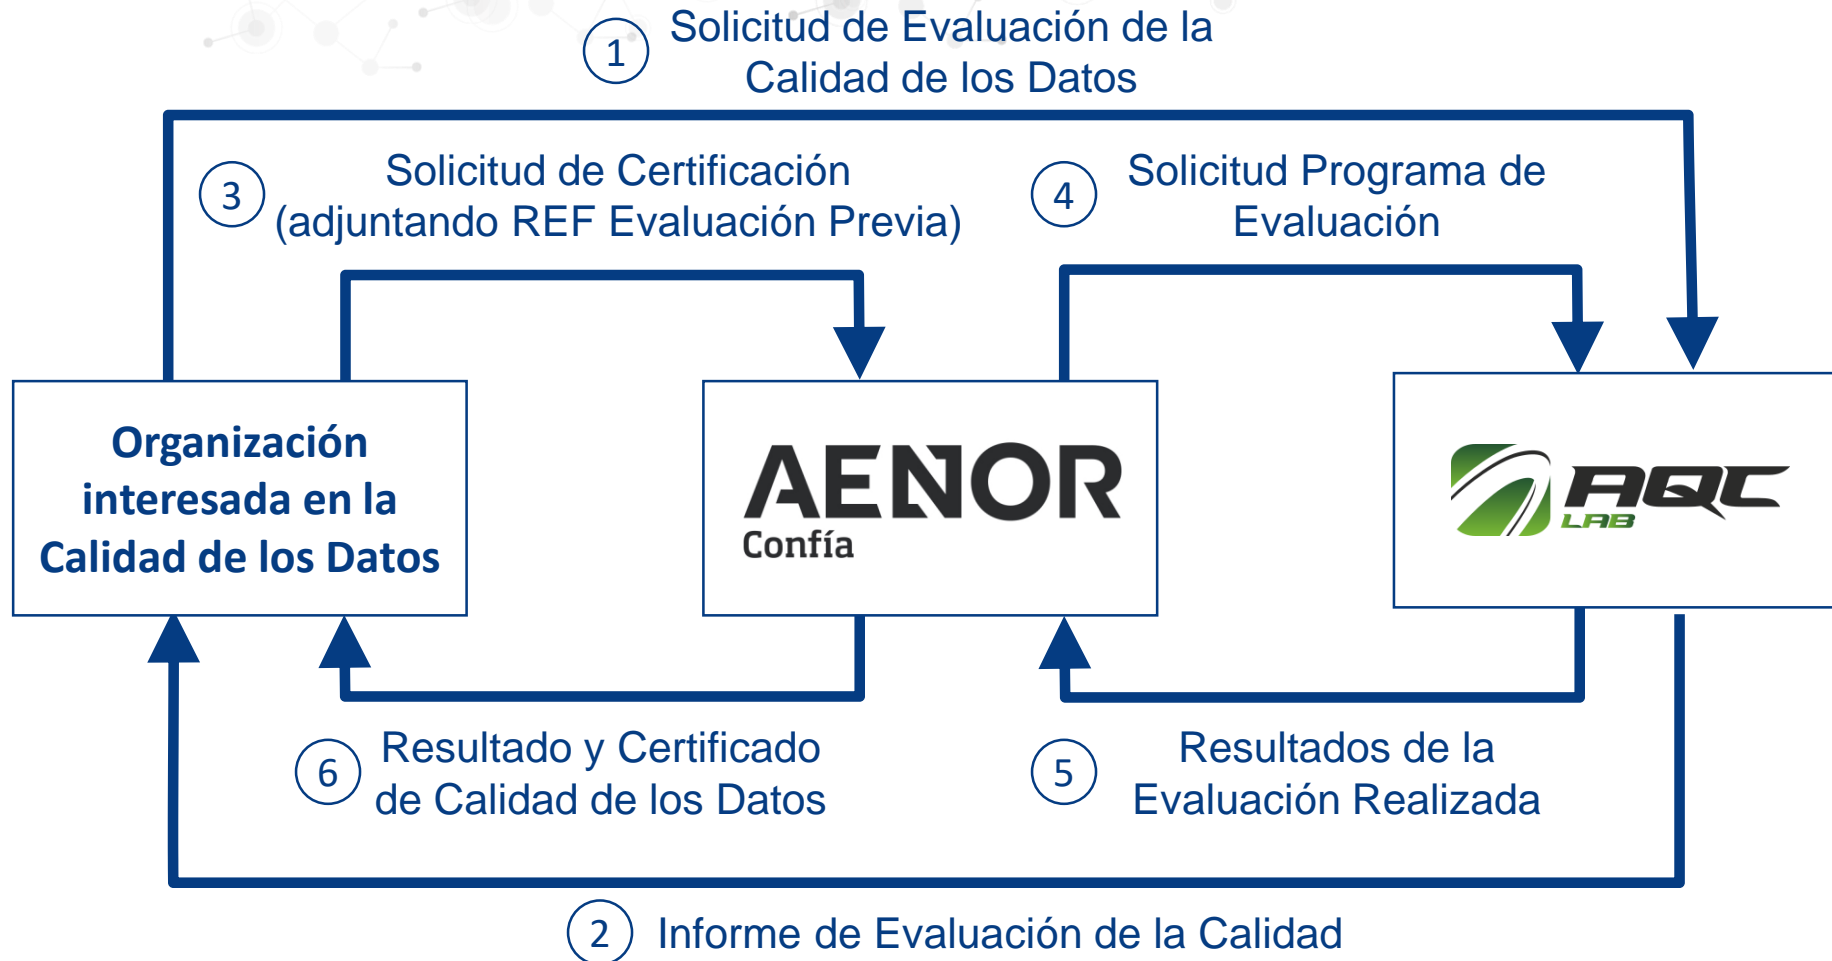 1
Solicitud de Evaluación de la
Calidad de los Datos
3
Solicitud de Certificación
(adjuntando REF Evaluación Previa)
4
Solicitud Programa de
Evaluación
Organización
interesada en la
Calidad de los Datos
AENOR
Confía
AQC
LAB
6
Resultado y Certificado
de Calidad de los Datos
5
Resultados de la
Evaluación Realizada
2
Informe de Evaluación de la Calidad